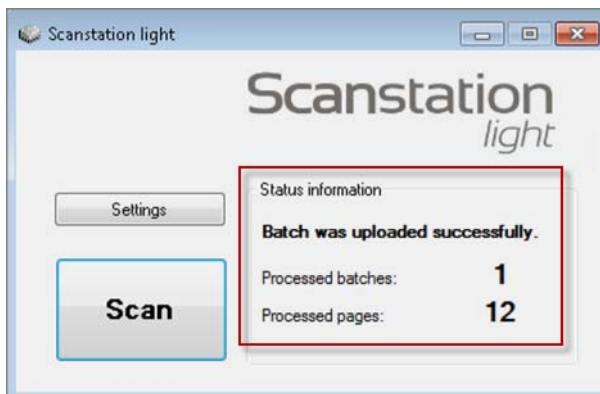 Scanstation light
Scanstation
light
Settings
Scan
Status information
Batch was uploaded successfully.
Processed batches: 1
Processed pages: 12